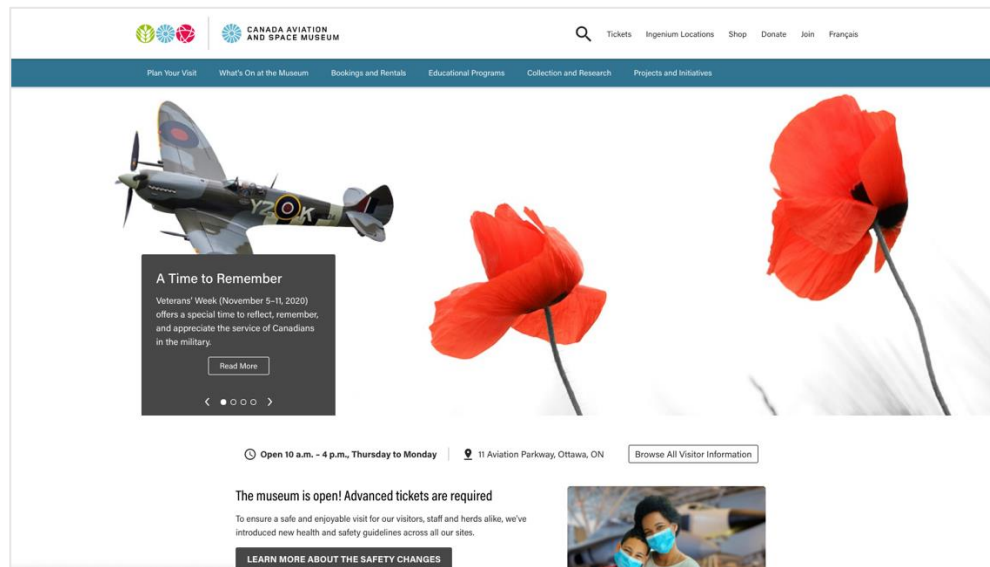 CANADA AVIATION
AND SPACE MUSEUM
Tickets Ingenium Locations Shop Donate Join Français
Plan Your Visit What's On at the Museum Bookings and Rentals Educational Programs Collection and Research Projects and Initiatives
YZ K
A Time to Remember
Veterans' Week (November 5–11, 2020)
offers a special time to reflect, remember,
and appreciate the service of Canadians
in the military.
Read More
Open 10 a.m. – 4 p.m., Thursday to Monday 11 Aviation Parkway, Ottawa, ON Browse All Visitor Information
The museum is open! Advanced tickets are required
To ensure a safe and enjoyable visit for our visitors, staff and herds alike, we've
introduced new health and safety guidelines across all our sites.
LEARN MORE ABOUT THE SAFETY CHANGES